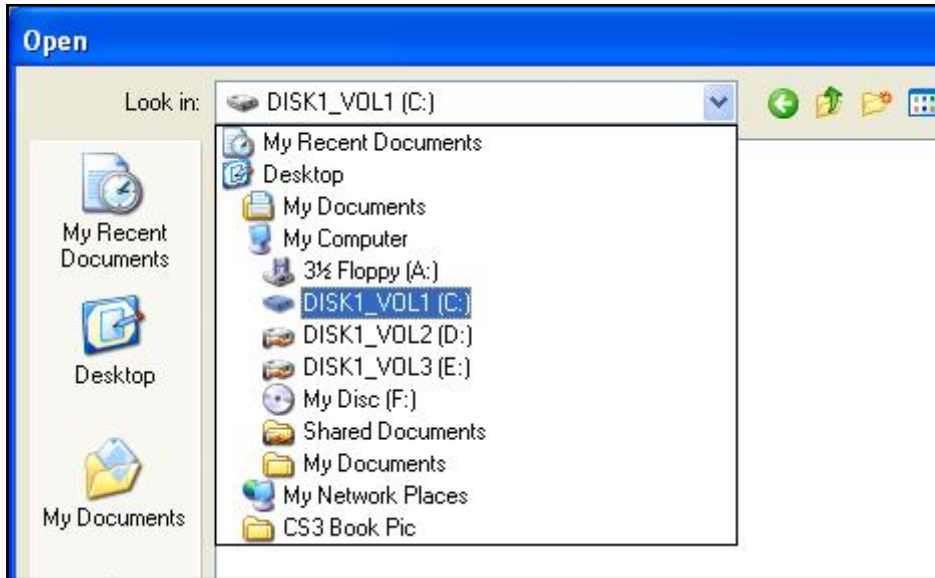 Open
Look in:
DISK1_VOL1 (C:)
My Recent Documents
Desktop
My Documents
My Computer
3½ Floppy (A:)
DISK1_VOL1 (C:)
DISK1_VOL2 (D:)
DISK1_VOL3 (E:)
My Disc (F:)
Shared Documents
My Documents
My Network Places
CS3 Book Pic
My Recent
Documents
Desktop
My Documents